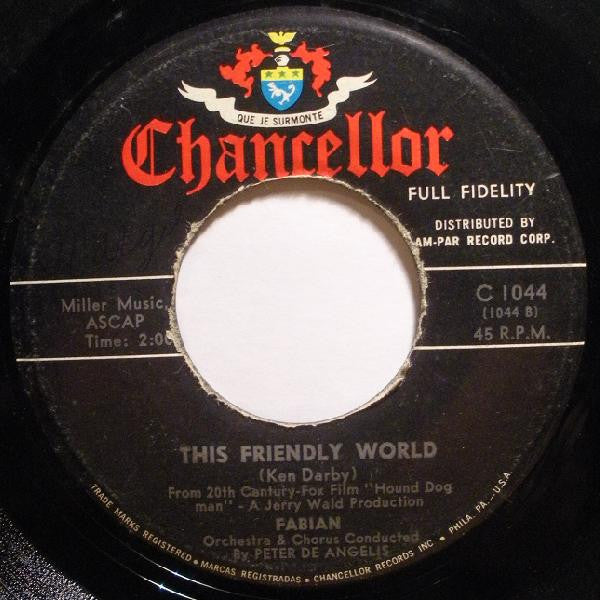 QUE JE SURMONTE
Chancellor
FULL FIDELITY
DISTRIBUTED BY
AM-PAR RECORD CORP.
Miller Music,
ASCAP
Time: 2:00
C 1044
(1044 B)
45 R.P.M.
THIS FRIENDLY WORLD
(Ken Darby)
From 20th Cantury-Fox Film "Hound Dog
man" - A Jerry Wald Production
FABIAN
Orchestra & Chorus Conducted
By PETER DE ANGELIS
TRADE MARKS REGISTERED • MARCAS REGISTRADAS • CHANCELLOR RECORDS INC. • PHILA. PA., U.S.A.